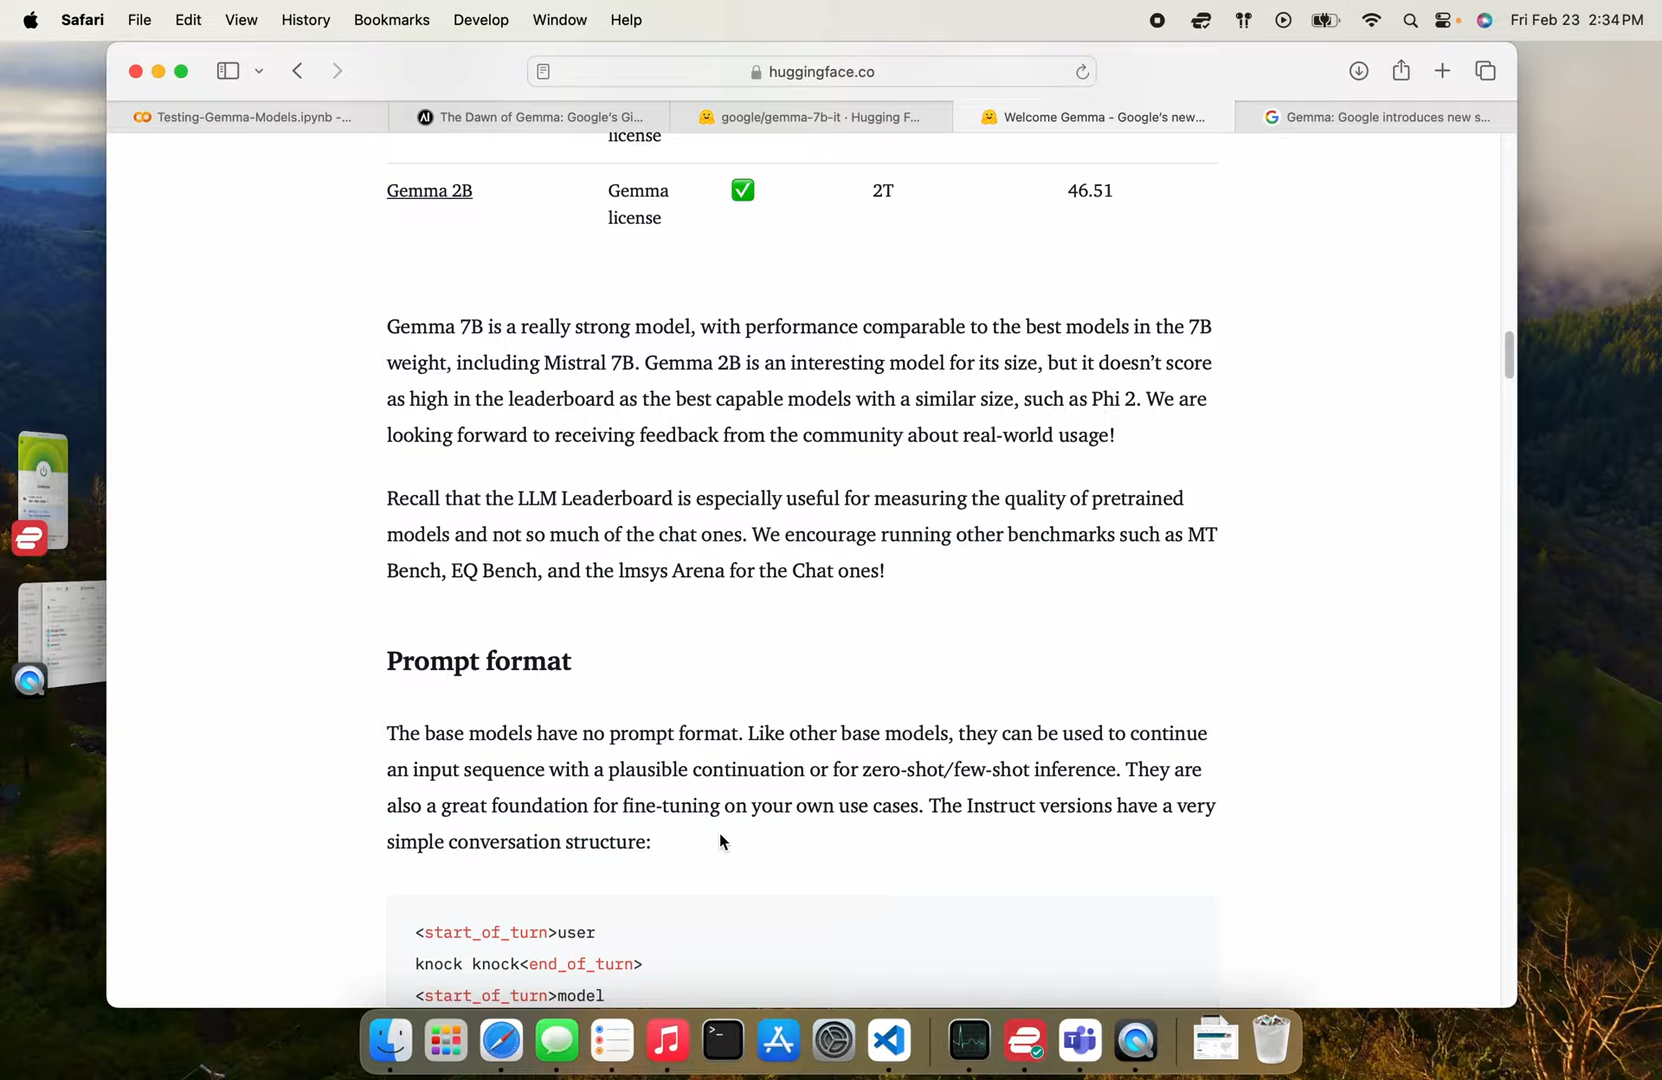 Safari File Edit View History Bookmarks Develop Window Help Fri Feb 23 2:34 PM
huggingface.co
Testing-Gemma-Models.ipynb -...
The Dawn of Gemma: Google's Gi...
google/gemma-7b-it · Hugging F...
Welcome Gemma - Google's new...
Gemma: Google introduces new s...
license
Gemma 2B Gemma ✅ 2T 46.51
license
Gemma 7B is a really strong model, with performance comparable to the best models in the 7B
weight, including Mistral 7B. Gemma 2B is an interesting model for its size, but it doesn't score
as high in the leaderboard as the best capable models with a similar size, such as Phi 2. We are
looking forward to receiving feedback from the community about real-world usage!
Recall that the LLM Leaderboard is especially useful for measuring the quality of pretrained
models and not so much of the chat ones. We encourage running other benchmarks such as MT
Bench, EQ Bench, and the lmsys Arena for the Chat ones!
Prompt format
The base models have no prompt format. Like other base models, they can be used to continue
an input sequence with a plausible continuation or for zero-shot/few-shot inference. They are
also a great foundation for fine-tuning on your own use cases. The Instruct versions have a very
simple conversation structure:
<start_of_turn>user
knock knock<end_of_turn>
<start_of_turn>model